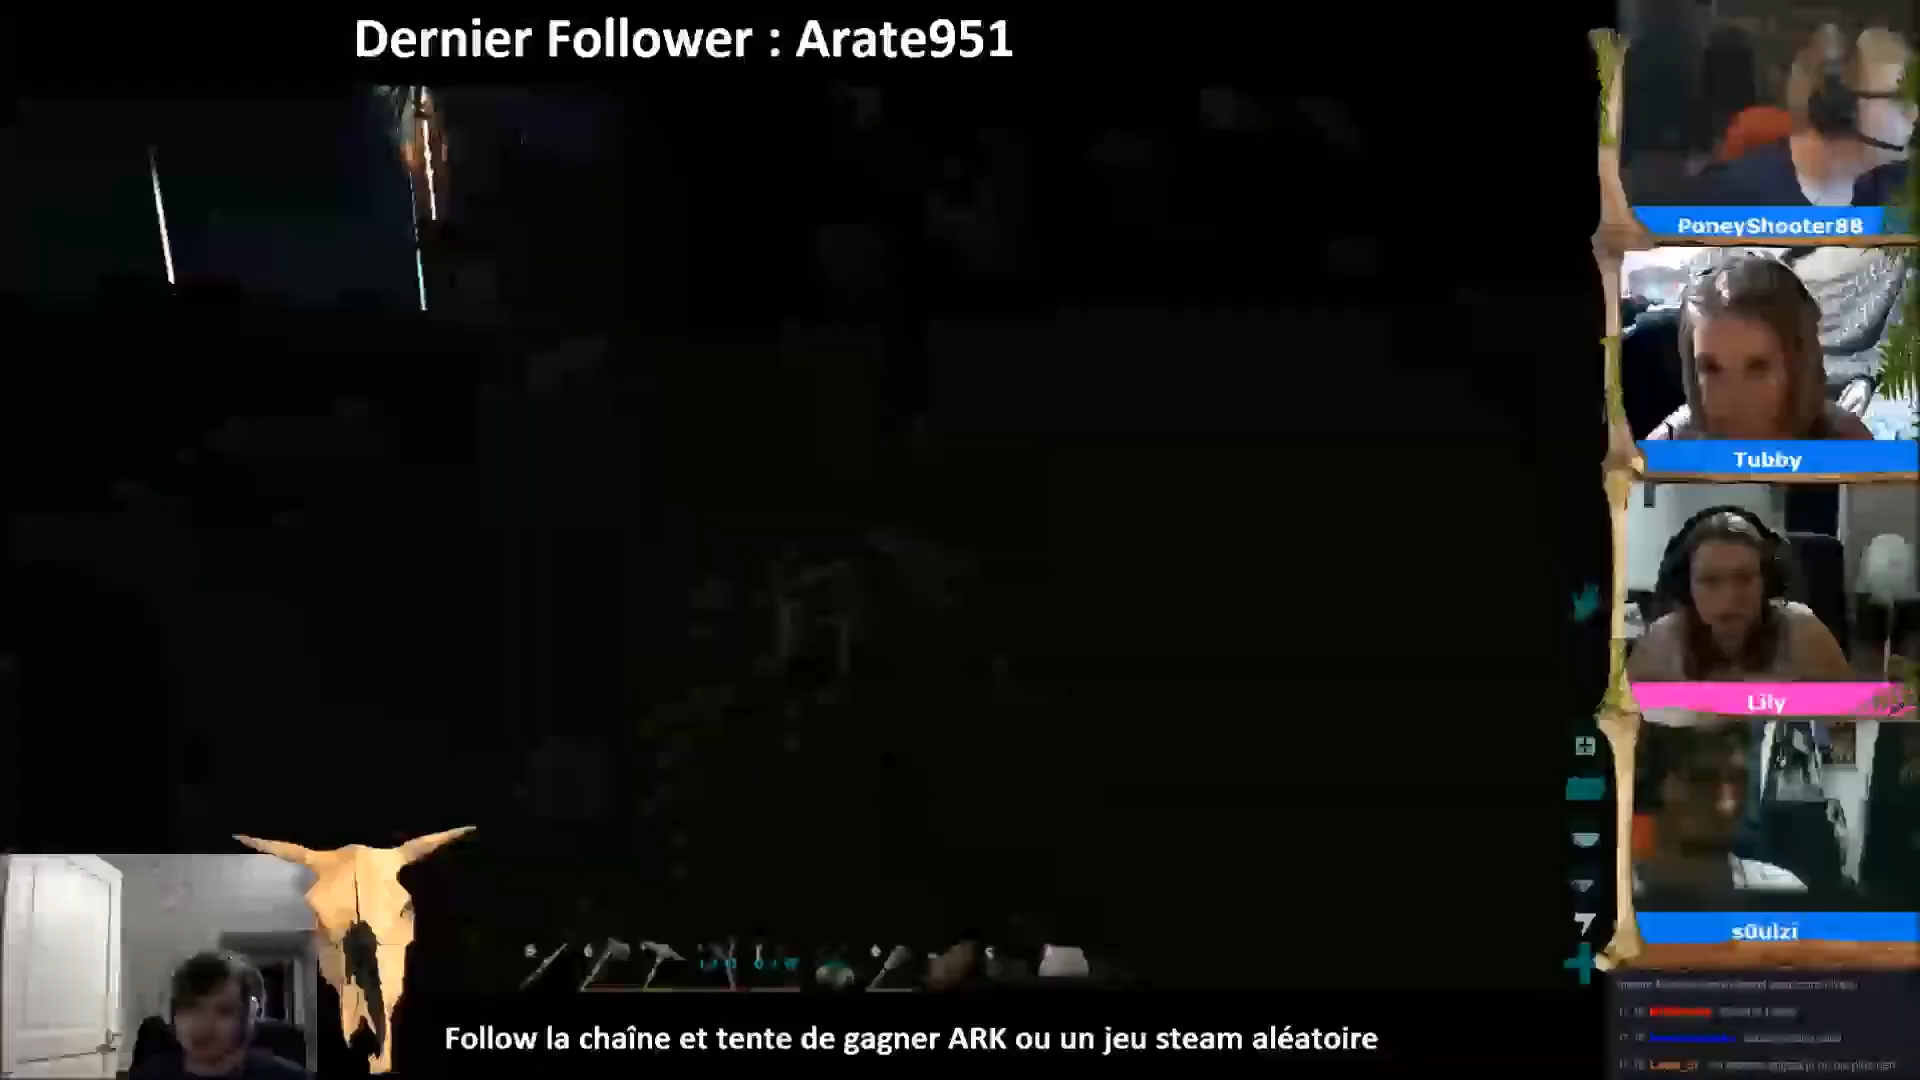 Dernier Follower : Arate951
PoneyShooter88
Tubby
Lily
s0ulzi
Follow la chaîne et tente de gagner ARK ou un jeu steam aléatoire